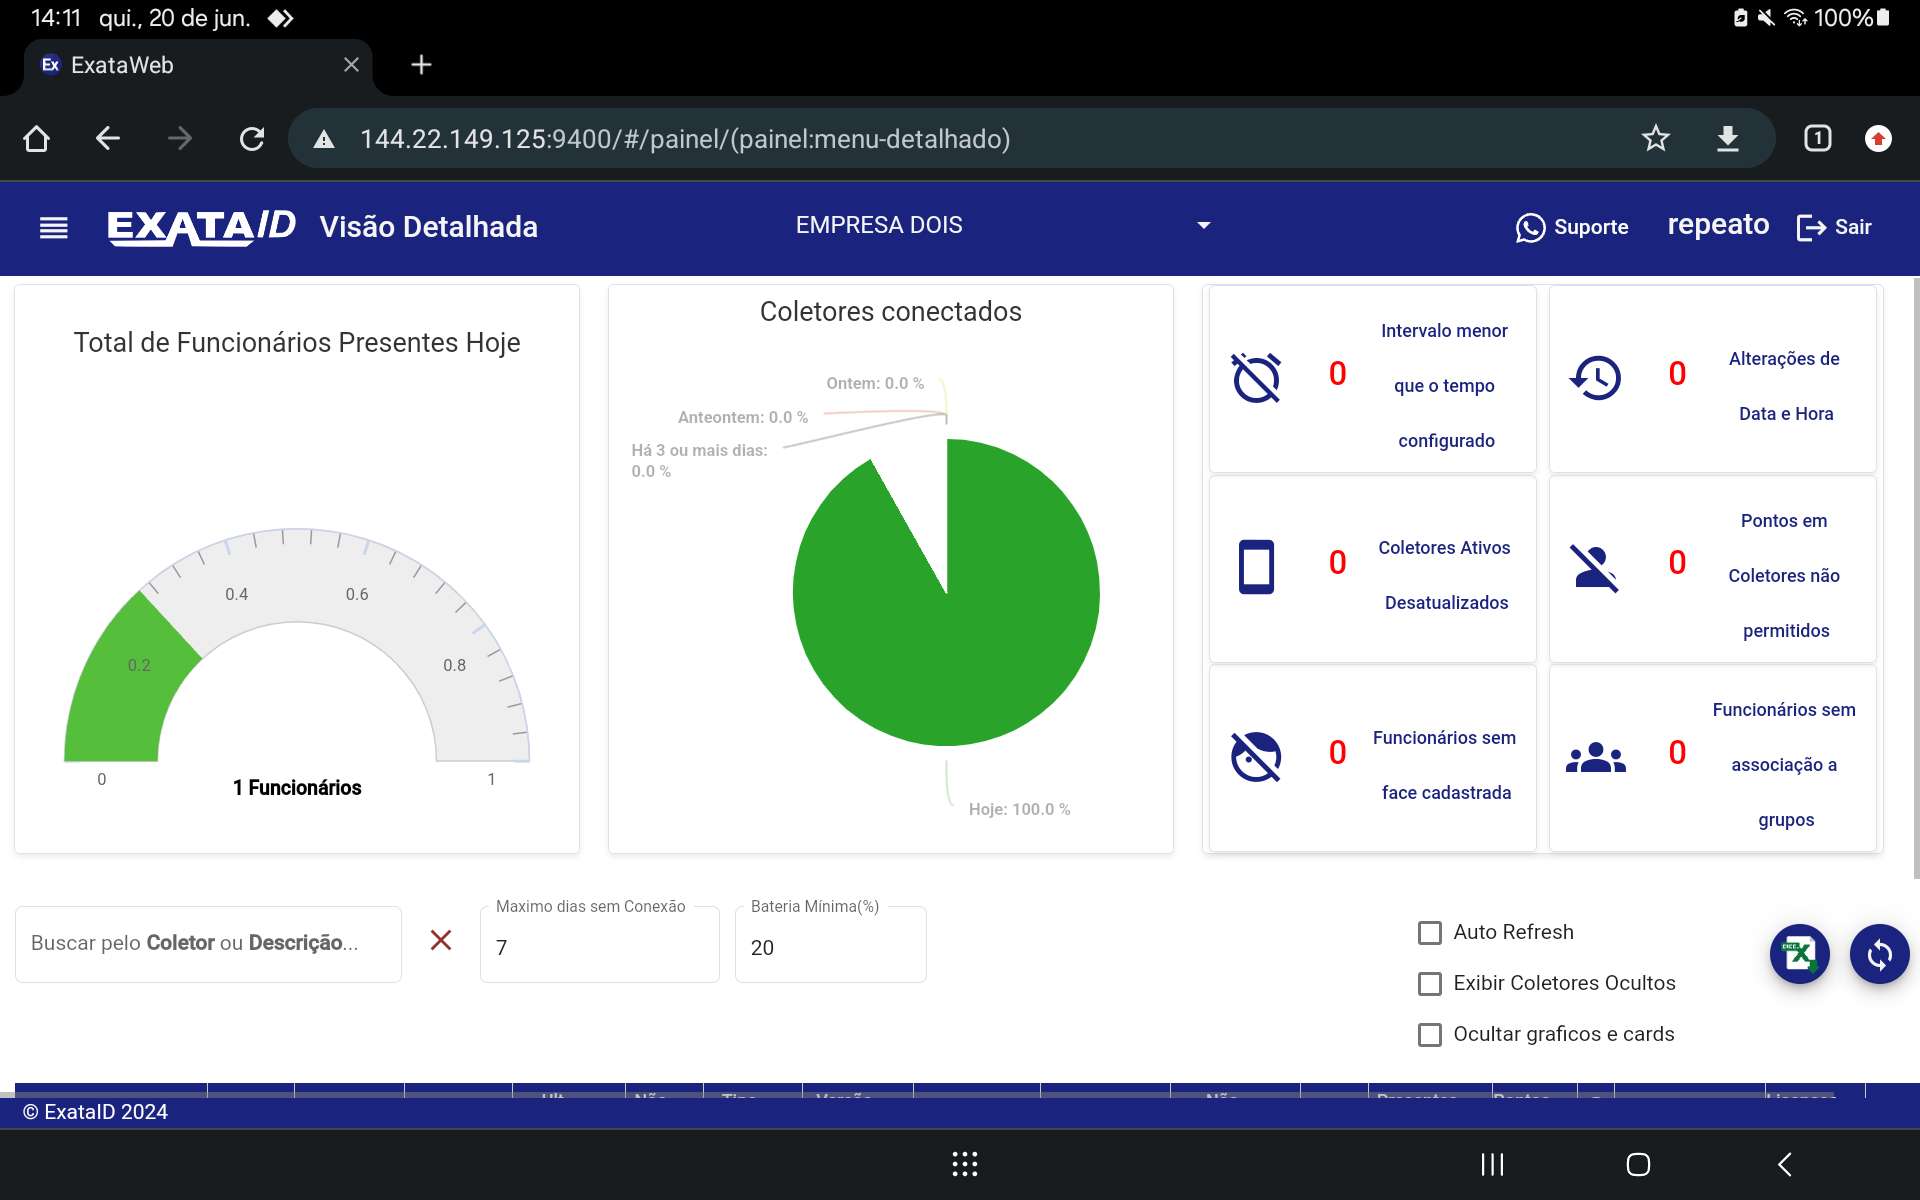 14:11 qui., 20 de jun. 100%
Ex ExataWeb
144.22.149.125:9400/#/painel/(painel:menu-detalhado)
1
EXATAID Visão Detalhada
EMPRESA DOIS
Suporte
repeato
Sair
Total de Funcionários Presentes Hoje
0
0.2
0.4
0.6
0.8
1
1 Funcionários
Coletores conectados
Ontem: 0.0 %
Anteontem: 0.0 %
Há 3 ou mais dias:
0.0 %
Hoje: 100.0 %
0
Intervalo menor
que o tempo
configurado
0
Alterações de
Data e Hora
0
Coletores Ativos
Desatualizados
0
Pontos em
Coletores não
permitidos
0
Funcionários sem
face cadastrada
0
Funcionários sem
associação a
grupos
Buscar pelo Coletor ou Descrição...
Maximo dias sem Conexão
7
Bateria Mínima(%)
20
Auto Refresh
Exibir Coletores Ocultos
Ocultar graficos e cards
© ExataID 2024